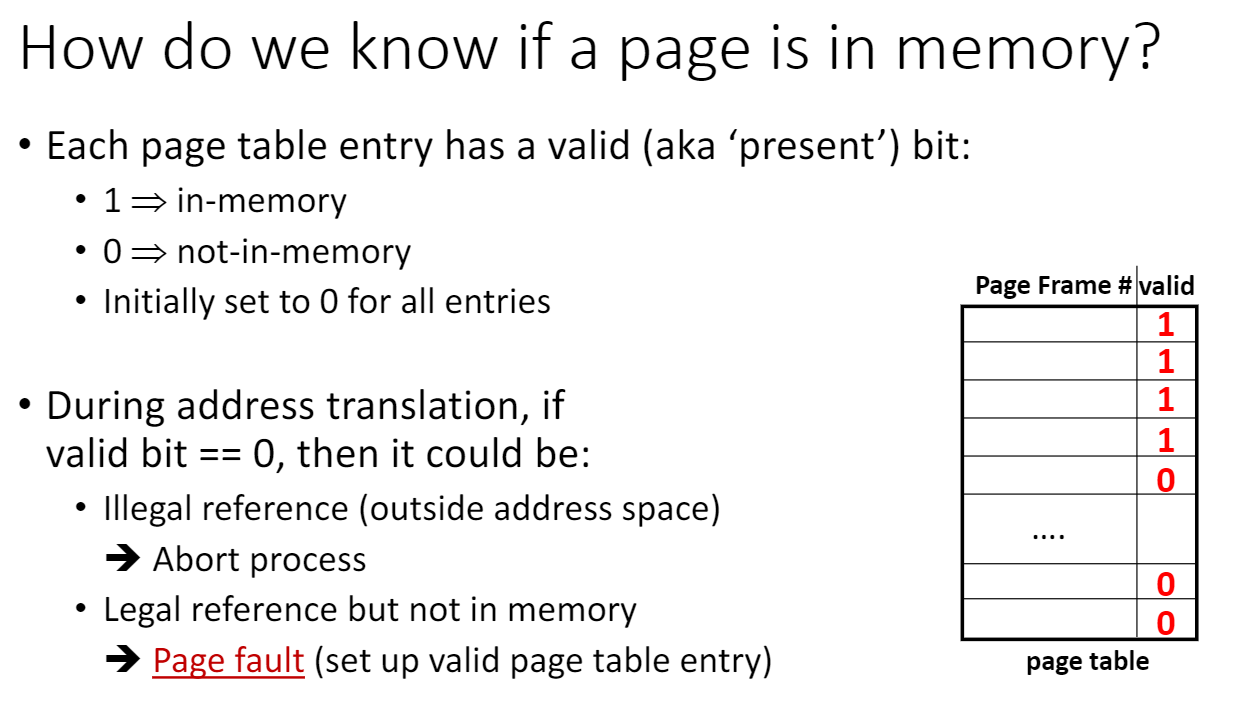 How do we know if a page is in memory?
• Each page table entry has a valid (aka ‘present’) bit:
• 1 ⇒ in-memory
• 0 ⇒ not-in-memory
• Initially set to 0 for all entries
• During address translation, if
valid bit == 0, then it could be:
• Illegal reference (outside address space)
➔ Abort process
• Legal reference but not in memory
➔ Page fault (set up valid page table entry)
Page Frame # valid
1
1
1
1
0
....
0
0
page table